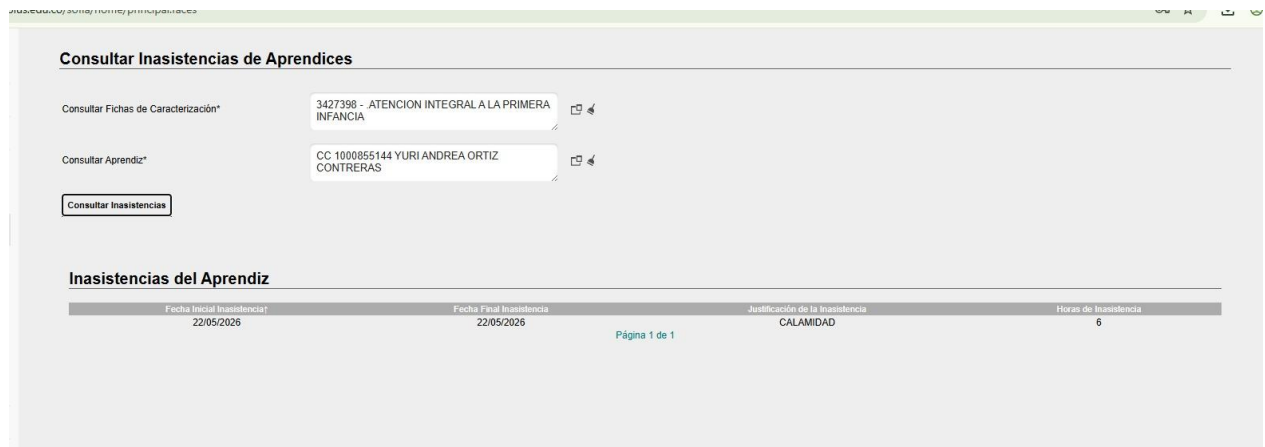 Consultar Inasistencias de Aprendices
Consultar Fichas de Caracterización*
3427398 - .ATENCION INTEGRAL A LA PRIMERA
INFANCIA
Consultar Aprendiz*
CC 1000855144 YURI ANDREA ORTIZ
CONTRERAS
Consultar Inasistencias
Inasistencias del Aprendiz
Fecha Inicial Inasistencia† Fecha Final Inasistencia Justificación de la Inasistencia Horas de Inasistencia
22/05/2026 22/05/2026 CALAMIDAD 6
Página 1 de 1